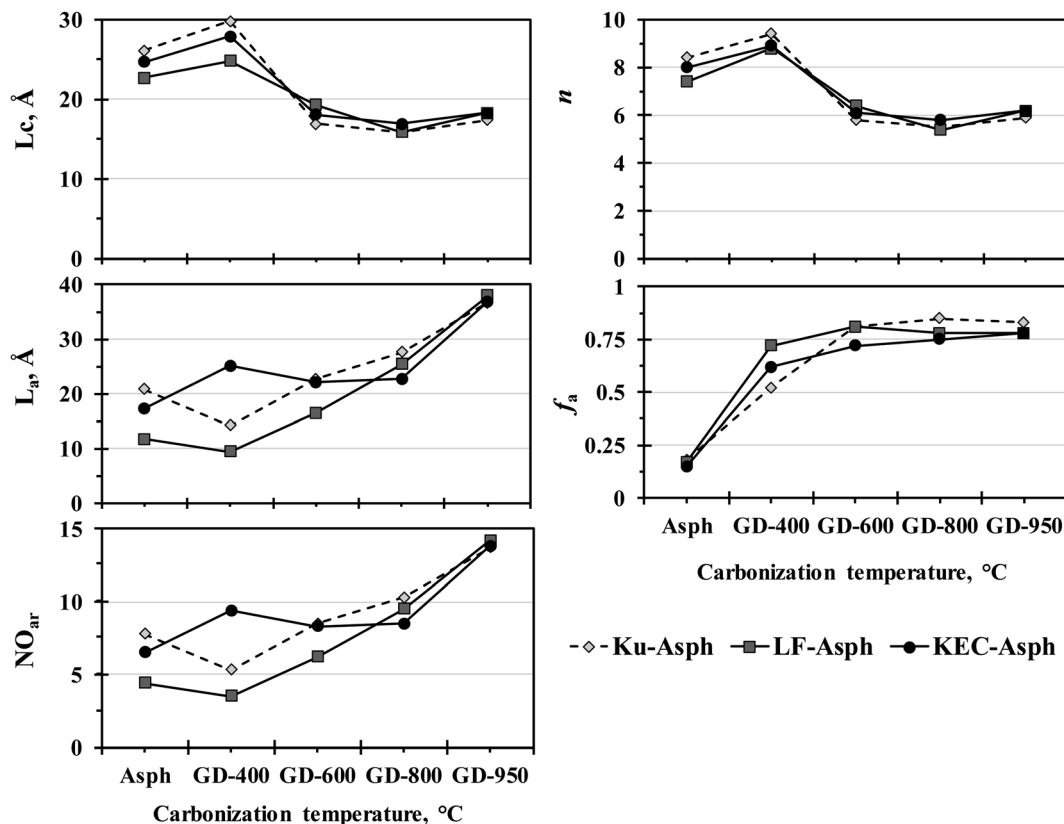 Lc, Å
30
20
10
0
n
10
8
6
4
2
0
Lₐ, Å
40
30
20
10
0
fₐ
1
0.75
0.5
0.25
0
Asph GD-400 GD-600 GD-800 GD-950
Carbonization temperature, °C
NOₐᵣ
15
10
5
0
Asph GD-400 GD-600 GD-800 GD-950
Carbonization temperature, °C
Ku-Asph LF-Asph KEC-Asph